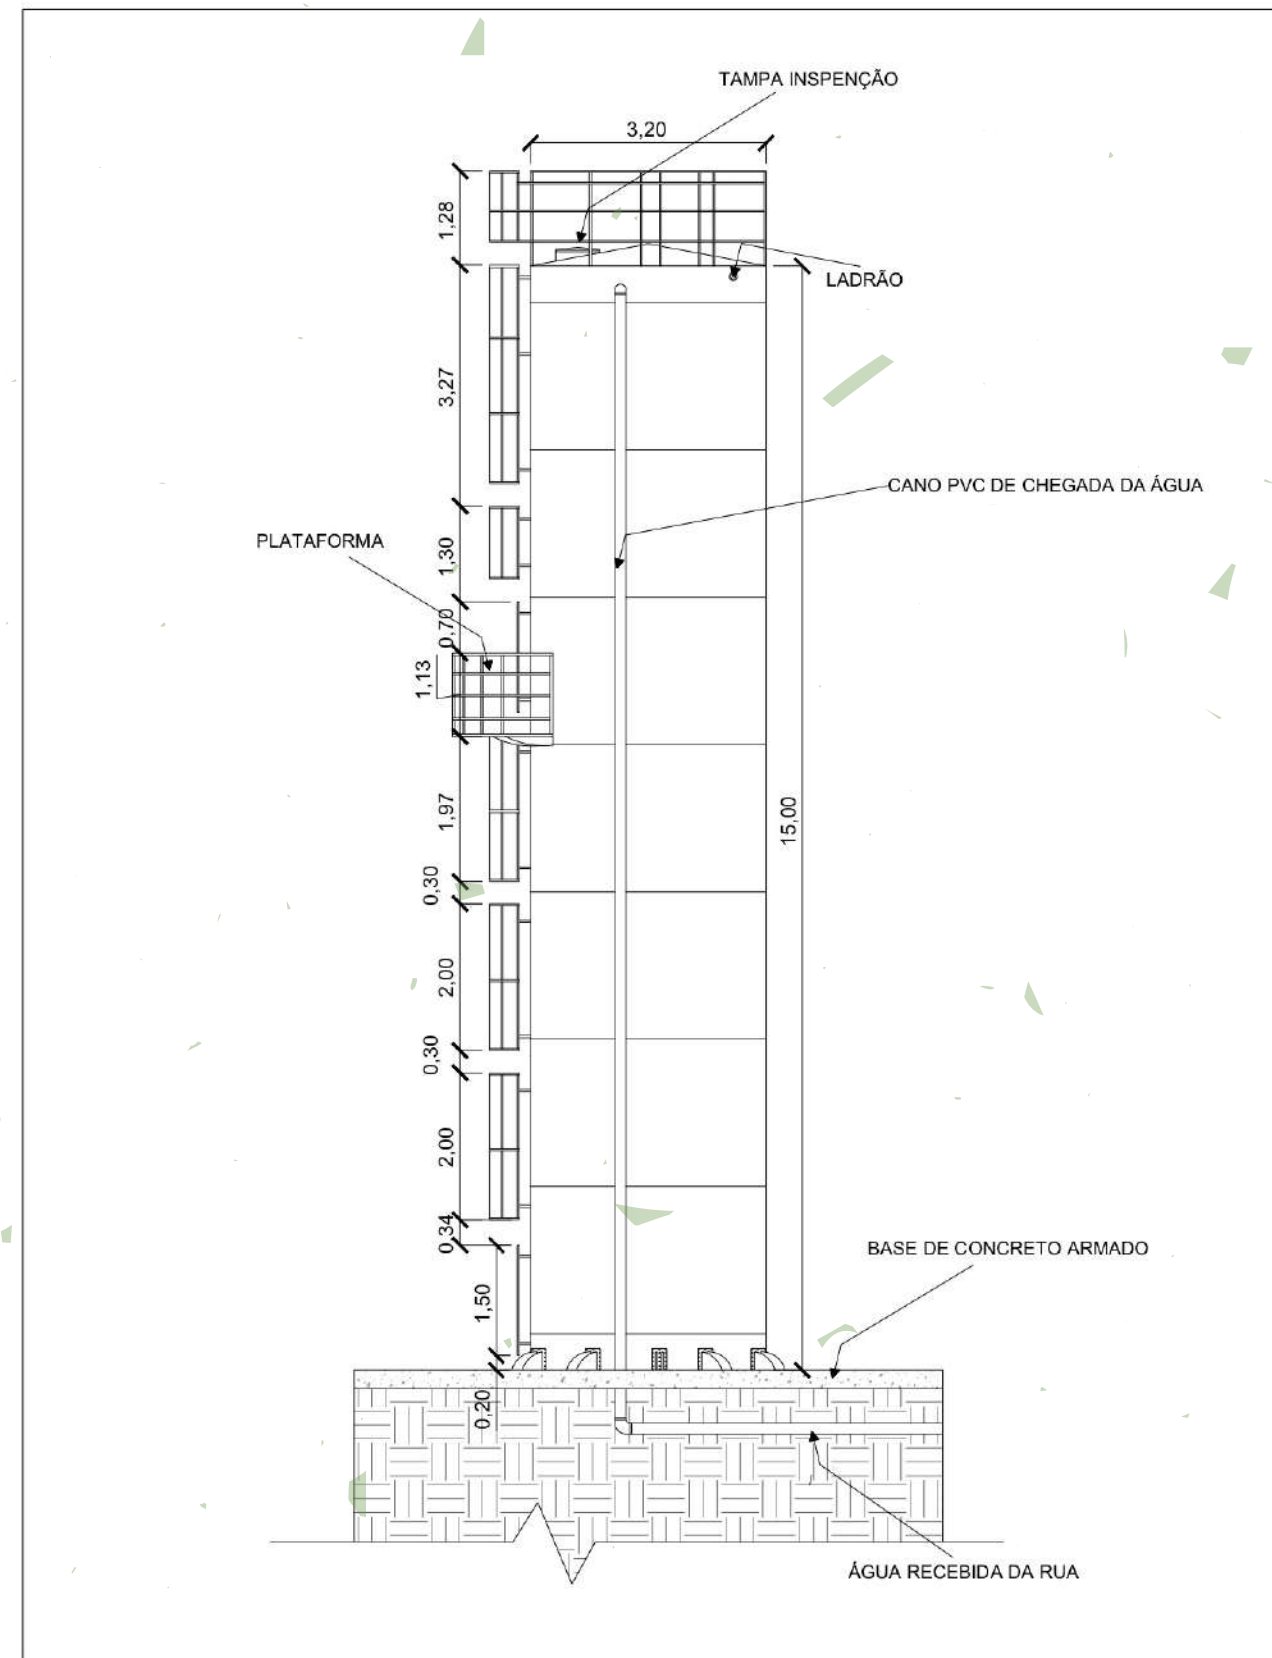 TAMPA INSPENÇÃO
3,20
1,28
LADRÃO
3,27
CANO PVC DE CHEGADA DA ÁGUA
PLATAFORMA
1,30
0,70
1,13
1,97
15,00
0,30
2,00
0,30
2,00
0,34
BASE DE CONCRETO ARMADO
1,50
0,20
ÁGUA RECEBIDA DA RUA